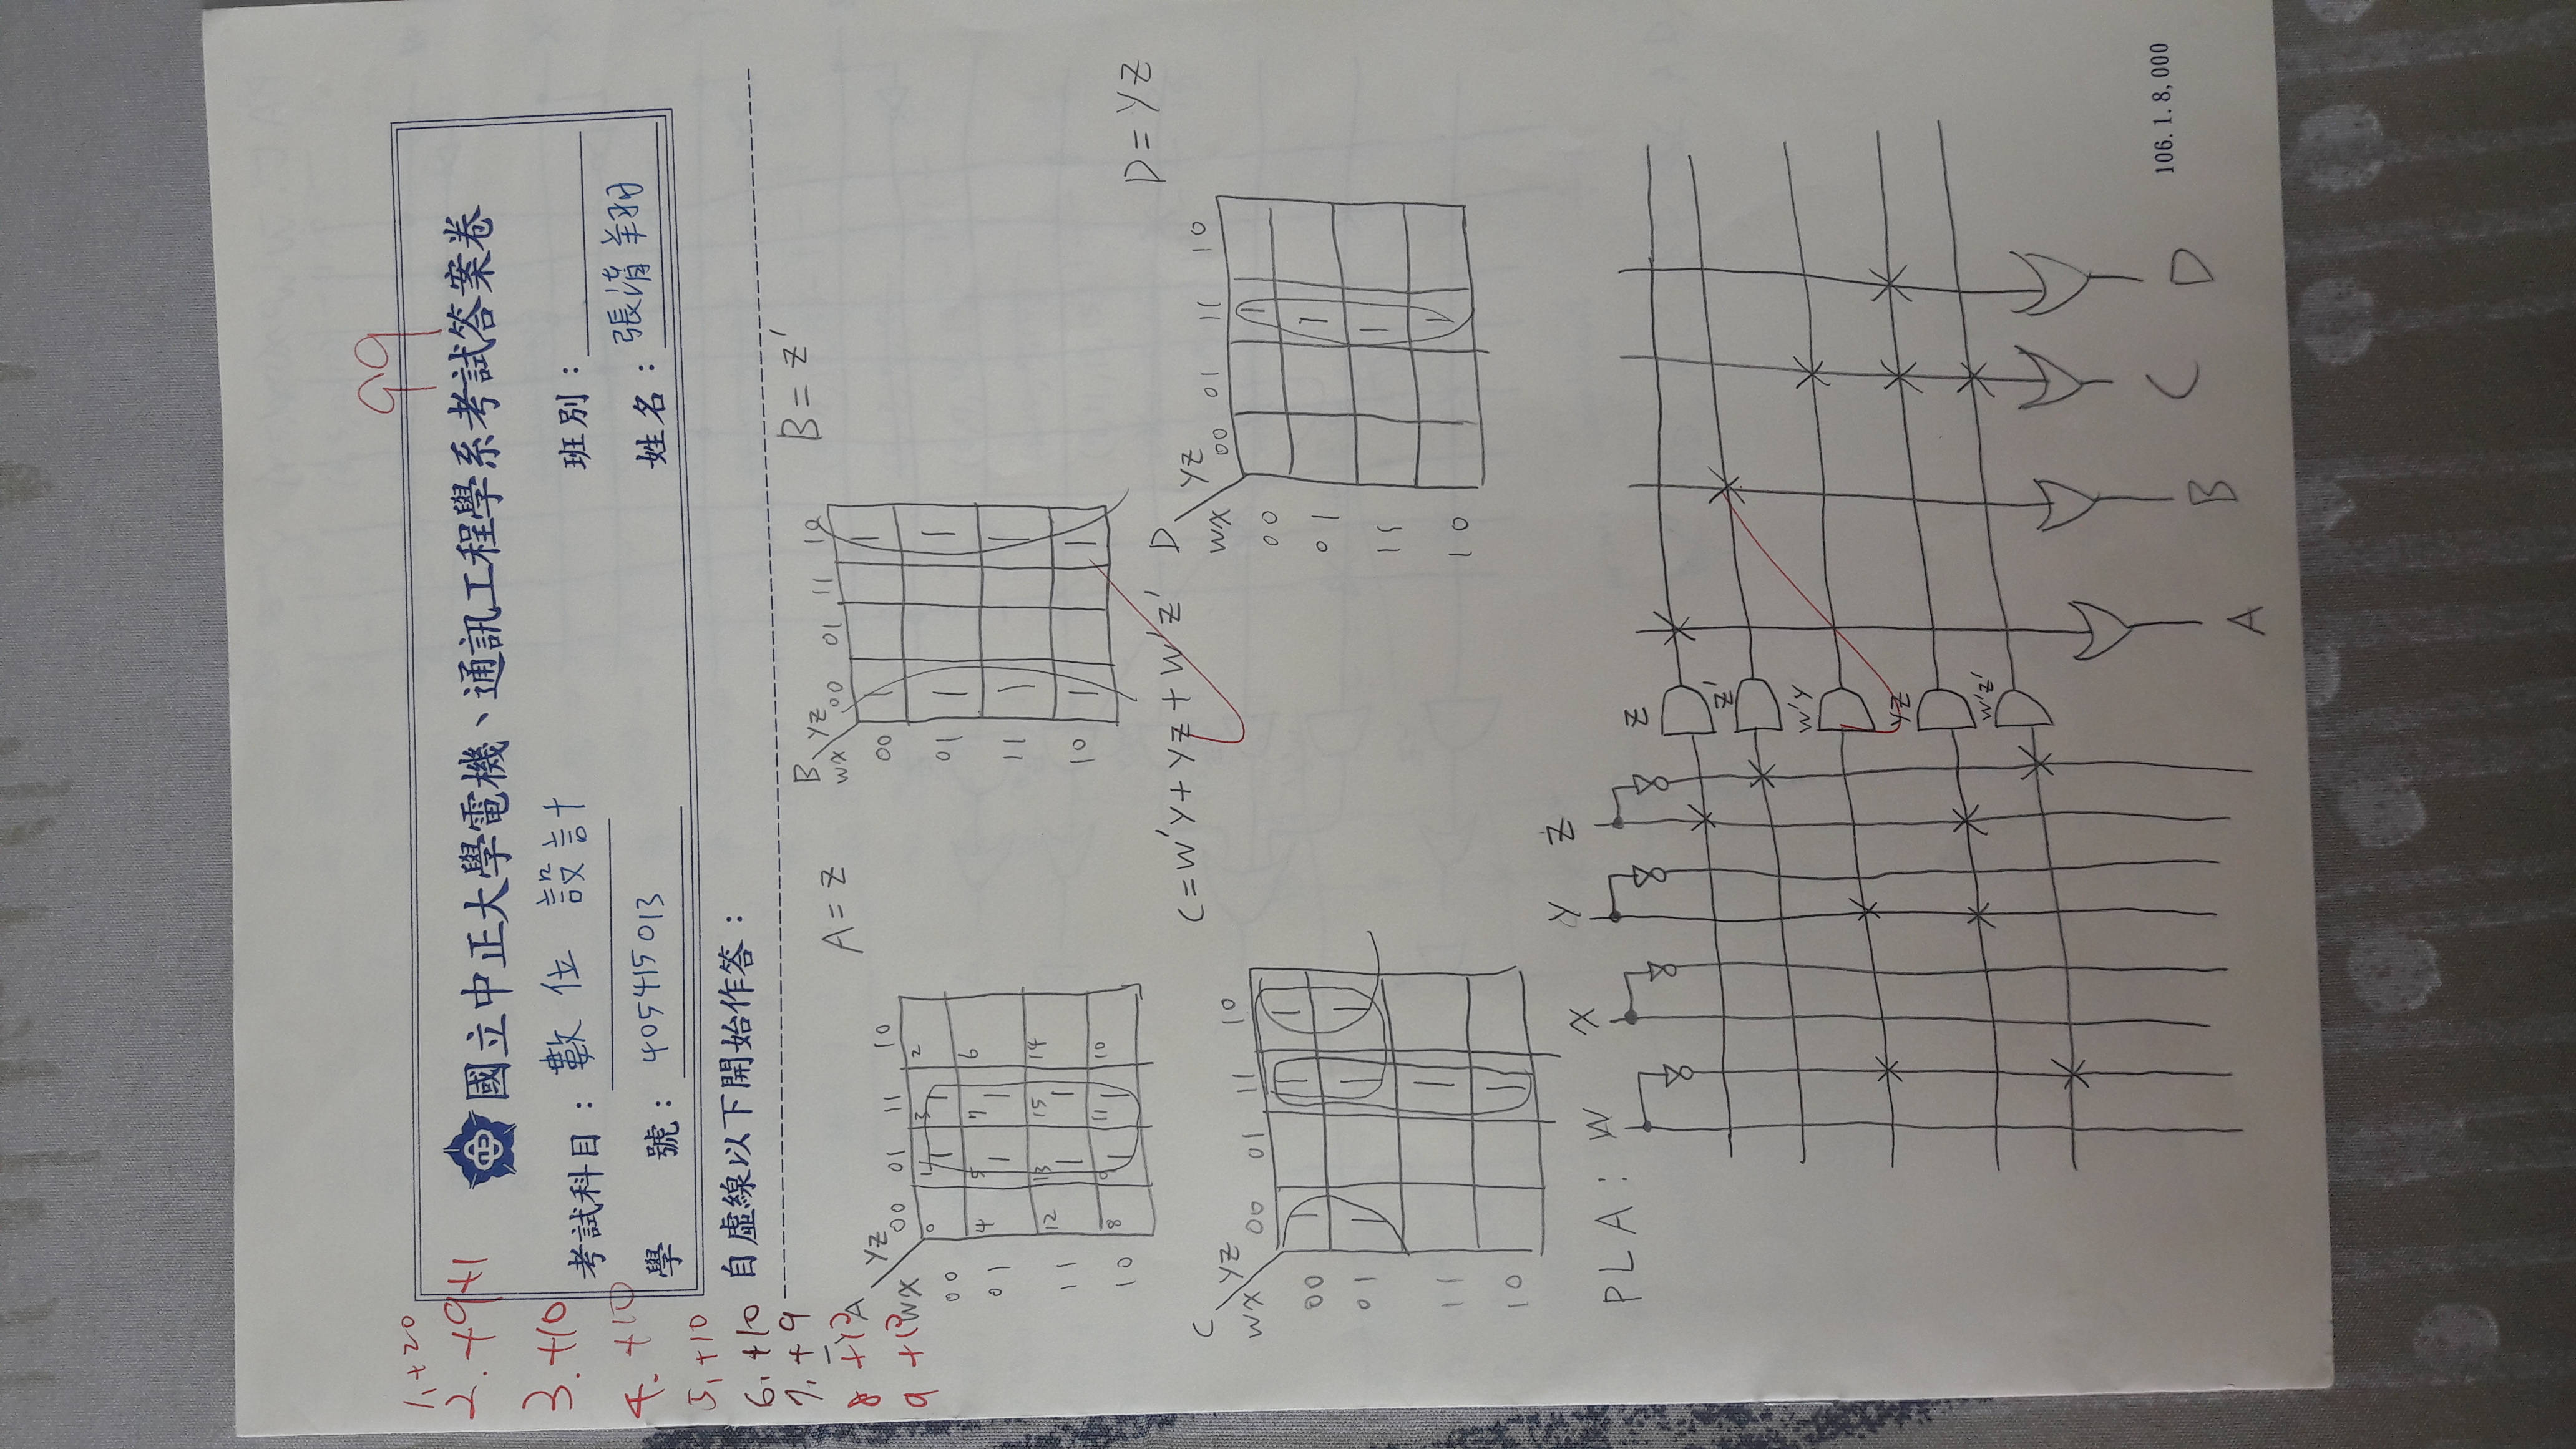 99
1. +20
2. +9+1
3. +10
4. +10
5. +10
6. +10
7. +9
8 +10
9 +10
國立中正大學電機、通訊工程學系考試答案卷
考試科目：數位設計
班別：
學　　號：405415013
姓名：張清羊羽
自虛線以下開始作答：
A = Z
A
YZ
WX
00 01 11 10
00
01
11
10
0 1 3 2
1 1
4 5 7 6
1 1
12 13 15 14
1 1
8 9 11 10
1 1
B = Z'
B
YZ
WX
00 01 11 10
00 1 1
01 1 1
11 1 1
10 1 1
C = W'Y + YZ + W'Z'
C
YZ
WX
00 01 11 10
00 1 1 1
01 1 1 1
11 1
10 1
D = YZ
D
YZ
WX
00 01 11 10
00 1
01 1
11 1
10 1
PLA:
W X Y Z
Z
Z'
W'Y
YZ
W'Z'
A B C D
106.1.8,000